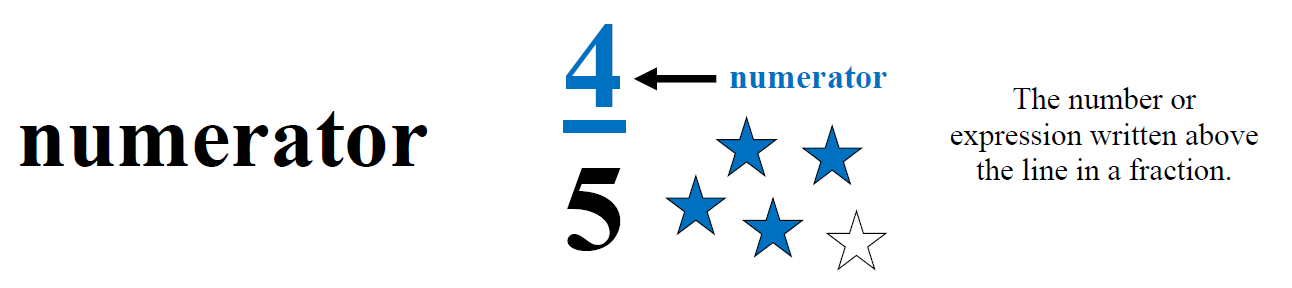 numerator
4
5
numerator
The number or
expression written above
the line in a fraction.